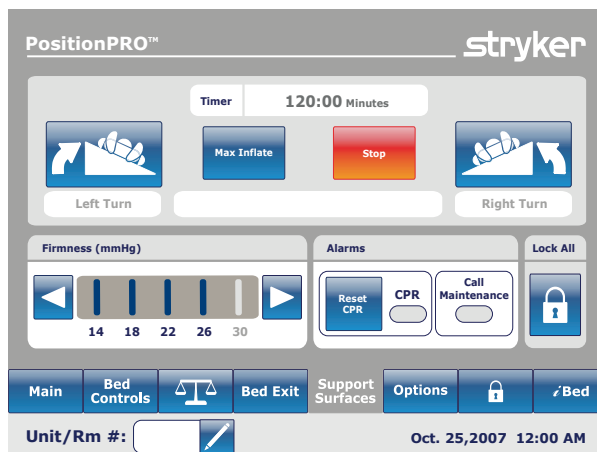 PositionPRO™
stryker
Timer 120:00 Minutes
Max Inflate
Stop
Left Turn
Right Turn
Firmness (mmHg)
14 18 22 26 30
Alarms
Reset
CPR
CPR
Call
Maintenance
Lock All
Main
Bed
Controls
Bed Exit
Support
Surfaces
Options
iBed
Unit/Rm #:
Oct. 25,2007 12:00 AM